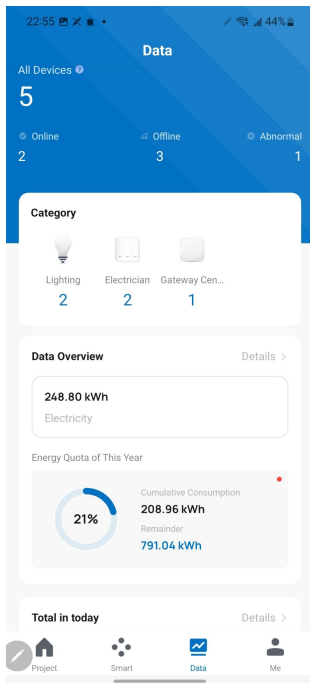 22:55
44%
Data
All Devices ?
5
Online
Offline
Abnormal
2
3
1
Category
Lighting
Electrician
Gateway Cen...
2
2
1
Data Overview
Details >
248.80 kWh
Electricity
Energy Quota of This Year
21%
Cumulative Consumption
208.96 kWh
Remainder
791.04 kWh
Total in today
Details >
Project
Smart
Data
Me